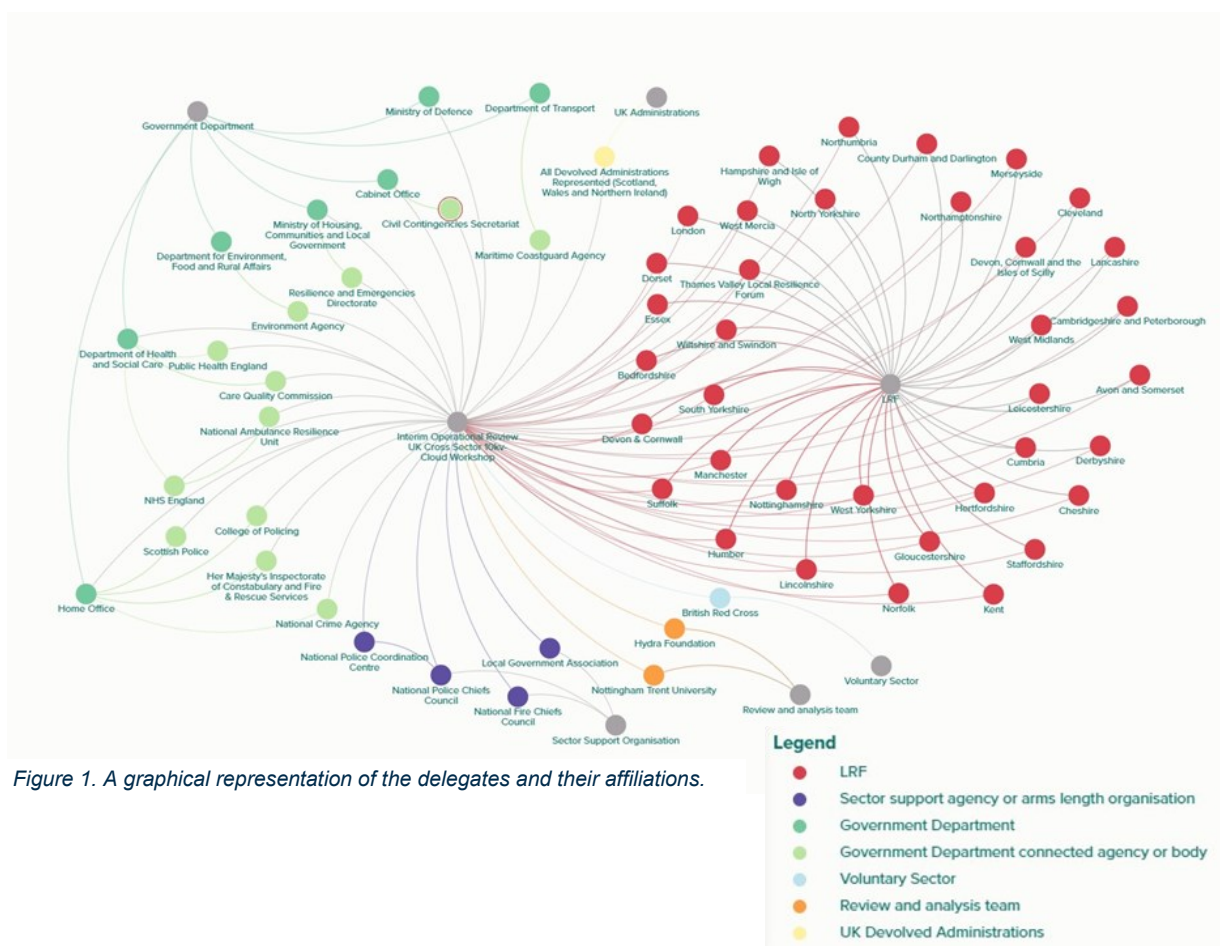 Government Department
Ministry of Defence
Department of Transport
UK Administrations
All Devolved Administrations
Represented (Scotland,
Wales and Northern Ireland)
Cabinet Office
Civil Contingencies Secretariat
Ministry of Housing,
Communities and Local
Government
Maritime Coastguard Agency
Department for Environment,
Food and Rural Affairs
Resilience and Emergencies
Directorate
Environment Agency
Department of Health
and Social Care
Public Health England
Care Quality Commission
National Ambulance Resilience
Unit
NHS England
College of Policing
Scottish Police
Her Majesty's Inspectorate
of Constabulary and Fire
& Rescue Services
Home Office
National Crime Agency
Interim Operational Review
UK Cross Sector 10kv-
Cloud Workshop
National Police Coordination
Centre
National Police Chiefs
Council
Local Government Association
National Fire Chiefs
Council
Sector Support Organisation
Hydra Foundation
Nottingham Trent University
Review and analysis team
British Red Cross
Voluntary Sector
Northumbria
County Durham and Darlington
Hampshire and Isle of
Wigh
Merseyside
North Yorkshire
Northamptonshire
Cleveland
London
West Mercia
Devon, Cornwall and the
Isles of Scilly
Lancashire
Dorset
Thames Valley Local Resilience
Forum
Essex
Cambridgeshire and Peterborough
West Midlands
Wiltshire and Swindon
Bedfordshire
LRF
Avon and Somerset
South Yorkshire
Leicestershire
Devon & Cornwall
Cumbria
Derbyshire
Manchester
Suffolk
Nottinghamshire
West Yorkshire
Hertfordshire
Cheshire
Humber
Gloucestershire
Staffordshire
Lincolnshire
Norfolk
Kent
Figure 1. A graphical representation of the delegates and their affiliations.
Legend
LRF
Sector support agency or arms length organisation
Government Department
Government Department connected agency or body
Voluntary Sector
Review and analysis team
UK Devolved Administrations